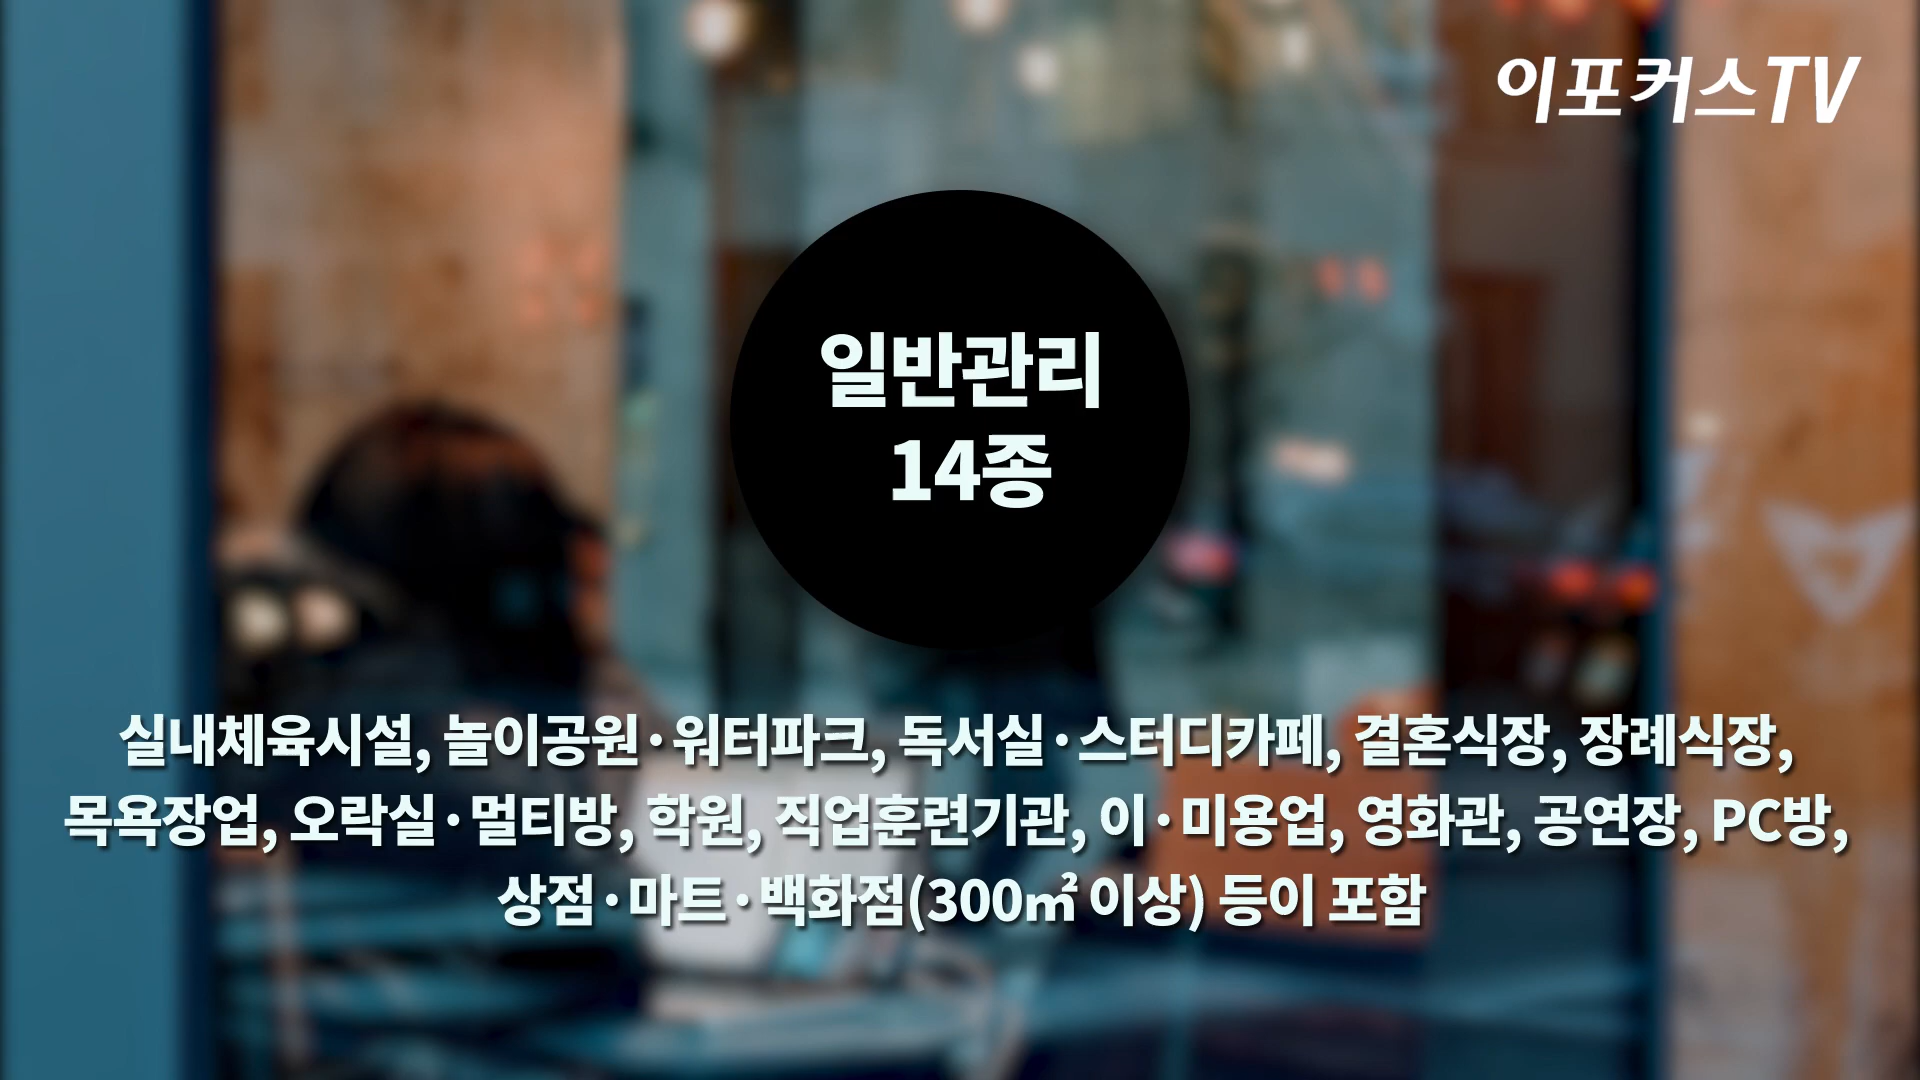 이포커스TV
일반관리
14종
실내체육시설, 놀이공원·워터파크, 독서실·스터디카페, 결혼식장, 장례식장,
목욕장업, 오락실·멀티방, 학원, 직업훈련기관, 이·미용업, 영화관, 공연장, PC방,
상점·마트·백화점(300㎡ 이상) 등이 포함